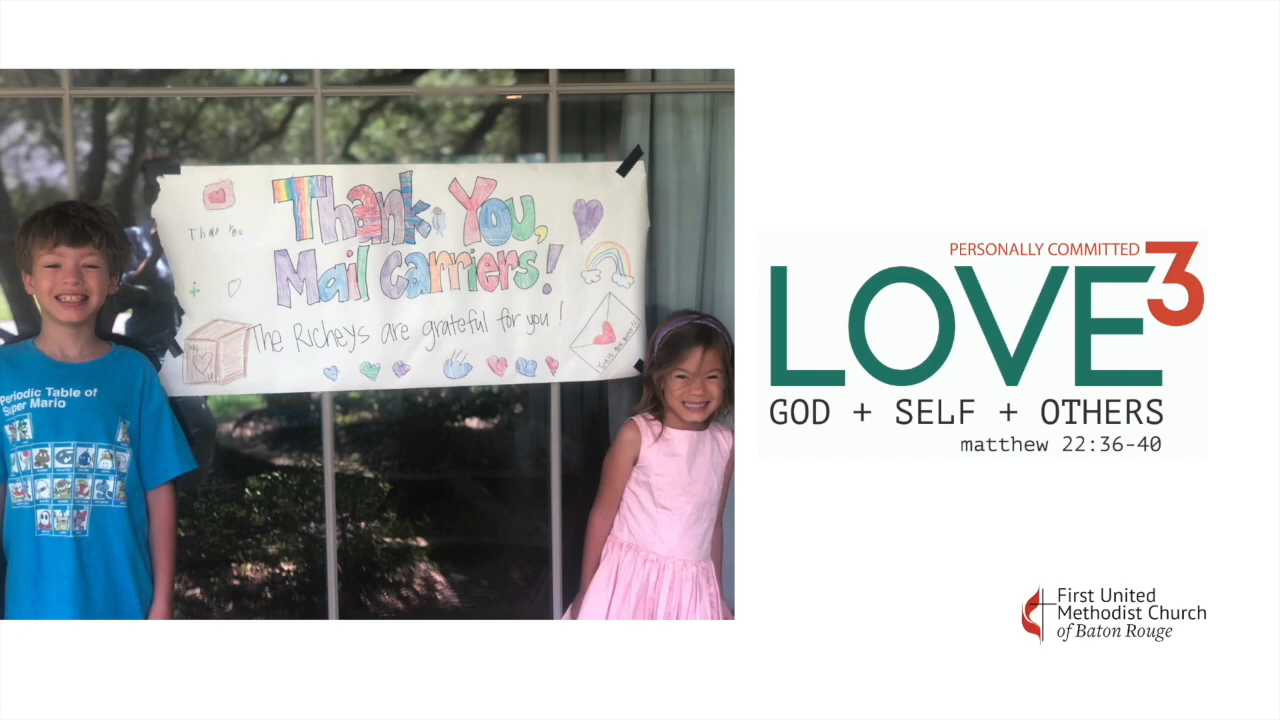 Thank You,
Mail carriers!
The Richeys are grateful for you!
Thank You
Periodic Table of
Super Mario
PERSONALLY COMMITTED
LOVE3
GOD + SELF + OTHERS
matthew 22:36-40
First United
Methodist Church
of Baton Rouge